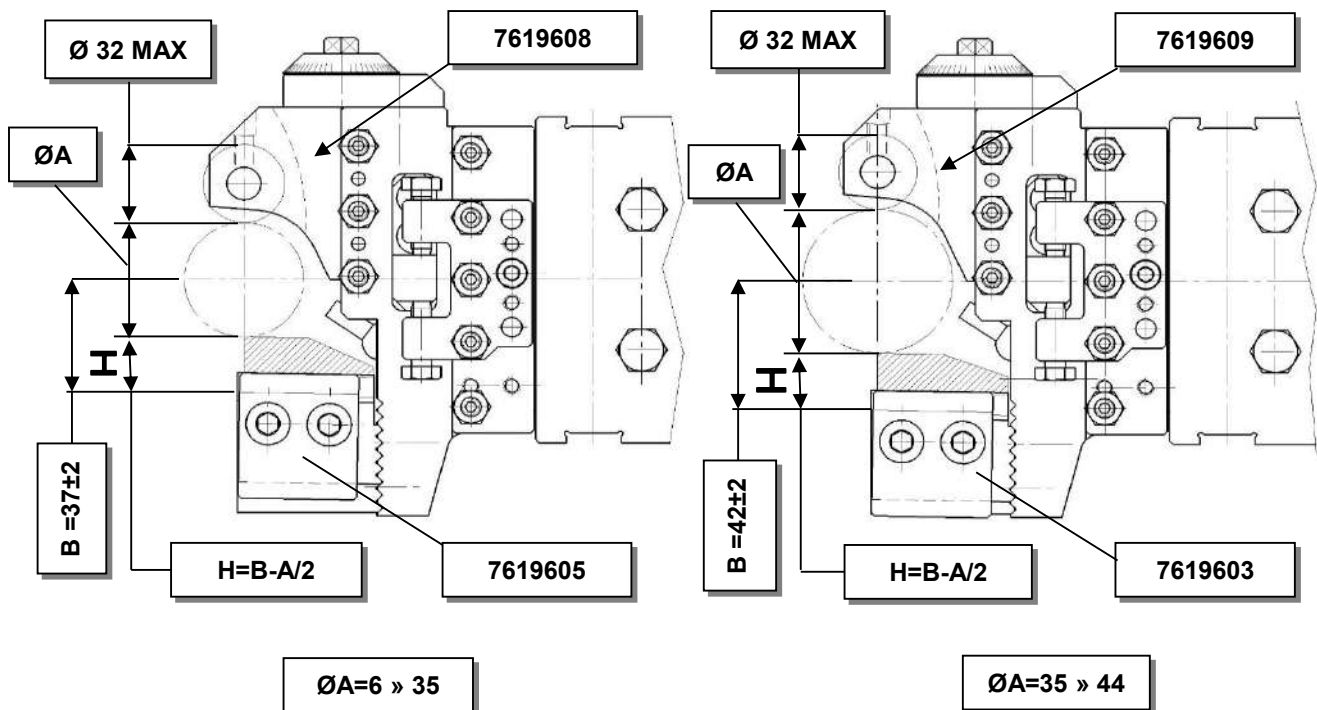 Ø 32 MAX
7619608
ØA
H
B =37±2
H=B-A/2
7619605
ØA=6 » 35
Ø 32 MAX
7619609
ØA
H
B =42±2
H=B-A/2
7619603
ØA=35 » 44